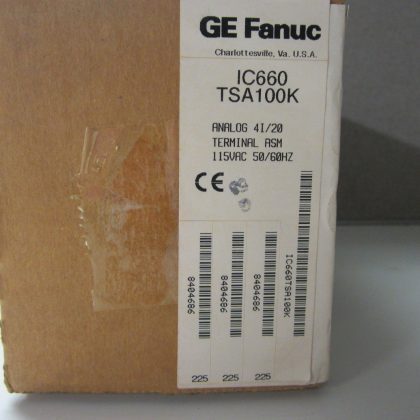 GE Fanuc
Charlottesville, Va. U.S.A.
IC660
TSA100K
ANALOG 4I/20
TERMINAL ASM
115VAC 50/60HZ
CE
8404686
8404686
8404686
IC660TSA100K
225
225
225